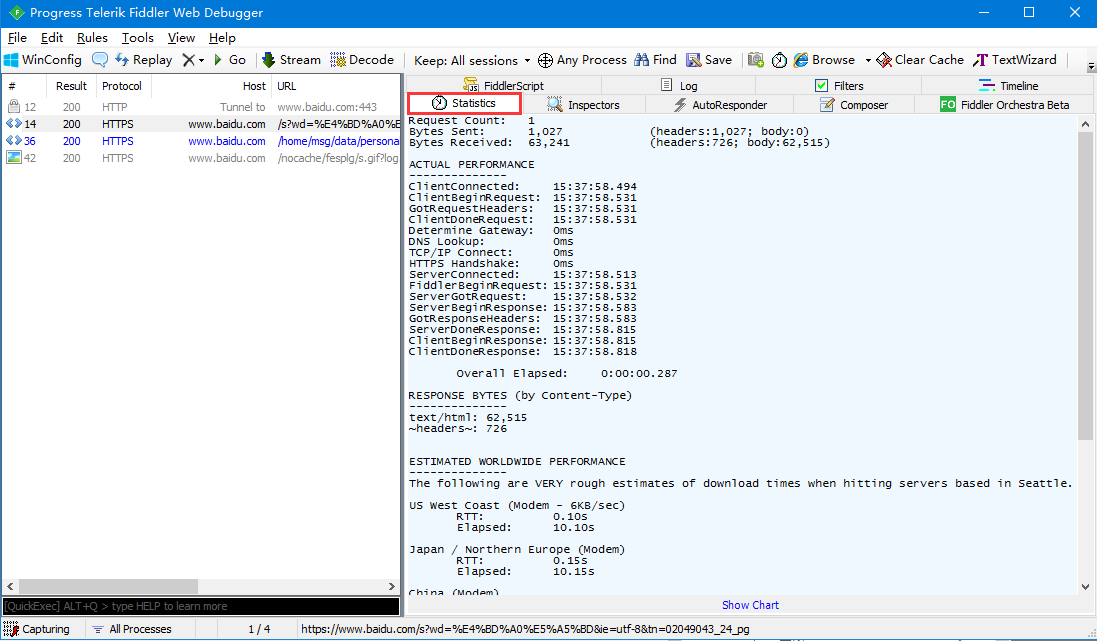 Progress Telerik Fiddler Web Debugger
File Edit Rules Tools View Help
WinConfig Replay Go Stream Decode Keep: All sessions Any Process Find Save Browse Clear Cache TextWizard
# Result Protocol Host URL
12 200 HTTP Tunnel to www.baidu.com:443
14 200 HTTPS www.baidu.com /s?wd=%E4%BD%A0%E
36 200 HTTPS www.baidu.com /home/msg/data/persona
42 200 HTTPS www.baidu.com /nocache/fesplg/s.gif?log
FiddlerScript Log Filters Timeline
Statistics Inspectors AutoResponder Composer FO Fiddler Orchestra Beta
Request Count: 1
Bytes Sent: 1,027 (headers:1,027; body:0)
Bytes Received: 63,241 (headers:726; body:62,515)
ACTUAL PERFORMANCE
--------------
ClientConnected: 15:37:58.494
ClientBeginRequest: 15:37:58.531
GotRequestHeaders: 15:37:58.531
ClientDoneRequest: 15:37:58.531
Determine Gateway: 0ms
DNS Lookup: 0ms
TCP/IP Connect: 0ms
HTTPS Handshake: 0ms
ServerConnected: 15:37:58.513
FiddlerBeginRequest: 15:37:58.531
ServerGotRequest: 15:37:58.532
ServerBeginResponse: 15:37:58.583
GotResponseHeaders: 15:37:58.583
ServerDoneResponse: 15:37:58.815
ClientBeginResponse: 15:37:58.815
ClientDoneResponse: 15:37:58.818
Overall Elapsed: 0:00:00.287
RESPONSE BYTES (by Content-Type)
--------------
text/html: 62,515
~headers~: 726
ESTIMATED WORLDWIDE PERFORMANCE
--------------
The following are VERY rough estimates of download times when hitting servers based in Seattle.
US West Coast (Modem - 6KB/sec)
RTT: 0.10s
Elapsed: 10.10s
Japan / Northern Europe (Modem)
RTT: 0.15s
Elapsed: 10.15s
China (Modem)
Show Chart
[QuickExec] ALT+Q > type HELP to learn more
Capturing All Processes 1 / 4 https://www.baidu.com/s?wd=%E4%BD%A0%E5%A5%BD&ie=utf-8&tn=02049043_24_pg